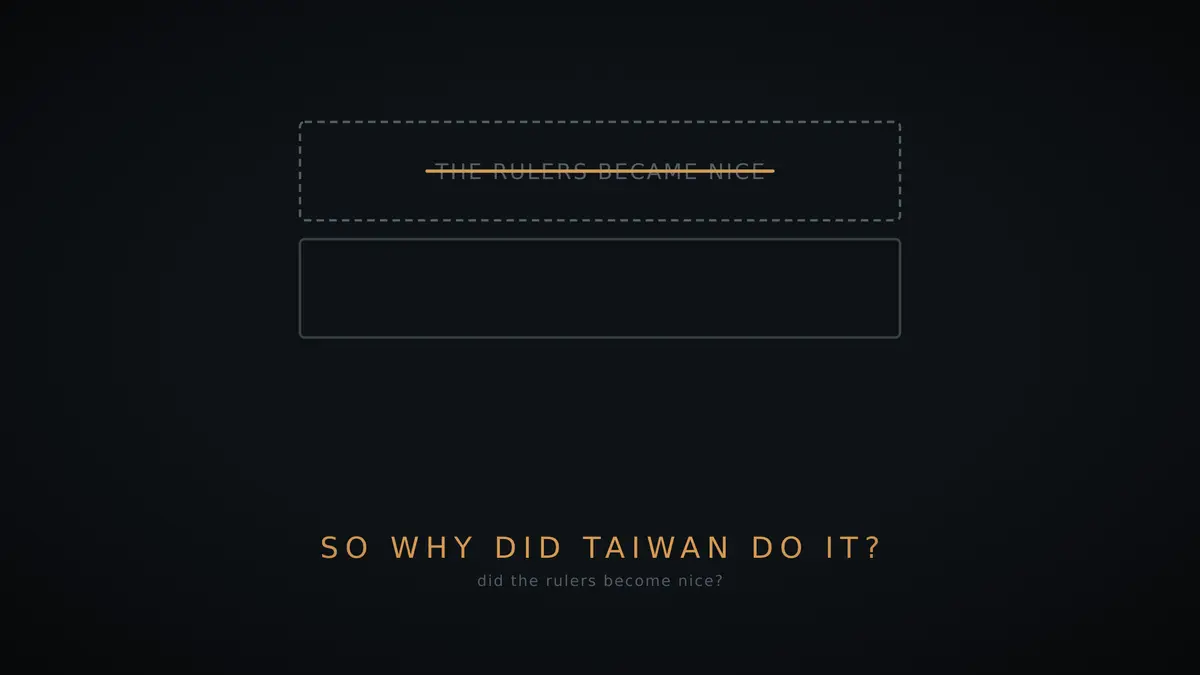 THE RULERS BECAME NICE
SO WHY DID TAIWAN DO IT?
did the rulers become nice?